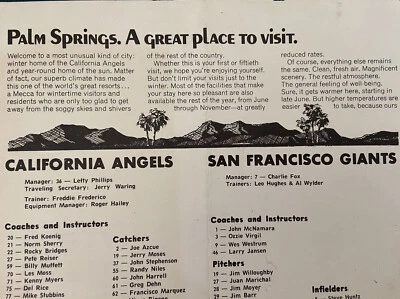 PALM SPRINGS. A GREAT PLACE TO VISIT.
Welcome to a most unusual kind of city:
winter home of the California Angels
and year-round home of the sun. Matter
of fact, our superb climate has made
this one of the world's great resorts...
a Mecca for wintertime visitors and
residents who are only too glad to get
away from the soggy skies and shivers
of the rest of the country.
Whether this is your first or fiftieth
visit, we hope you're enjoying yourself.
But don't limit your visits just to the
winter. Most of the facilities that make
your stay here so pleasant are also
available the rest of the year, from June
through November—at greatly
reduced rates.
Of course, everything else remains
the same. Clean, fresh air. Magnificent
scenery. The restful atmosphere.
The general feeling of well-being.
Sure, it gets warmer here, starting in
late June. But higher temperatures are
easier to take, because ours
CALIFORNIA ANGELS
Manager: 36 — Lefty Phillips
Traveling Secretary: Jerry Waring
Trainer: Freddie Frederico
Equipment Manager: Roger Hailey
Coaches and Instructors
20 — Fred Koenig
21 — Norm Sherry
22 — Rocky Bridges
27 — Pete Reiser
59 — Billy Muffett
70 — Les Moss
71 — Kenny Myers
75 — Del Rice
77 — Mike Stubbins
Catchers
2 — Joe Azcue
19 — Jerry Moses
37 — John Stephenson
55 — Randy Niles
60 — John Harrell
61 — Greg Dehn
62 — Francisco Marquez
SAN FRANCISCO GIANTS
Manager: 7 — Charlie Fox
Trainers: Leo Hughes & Al Wylder
Coaches and Instructors
1 — John McNamara
3 — Ozzie Virgil
9 — Wes Westrum
46 — Larry Jansen
Pitchers
19 — Jim Willoughby
27 — Juan Marichal
28 — Jim Moyer
29 — Jim Barr
Infielders
Steve Hunts